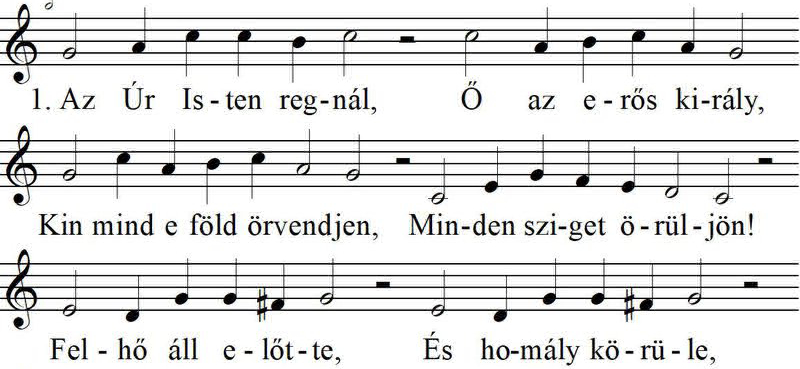 1. Az Úr Is - ten reg-nál, Ő az e - rős ki-rály,
Kin mind e föld örvendjen, Min-den szi-get ö-rül-jön!
Fel - hő áll e - lőt-te, És ho-mály kö-rü-le,